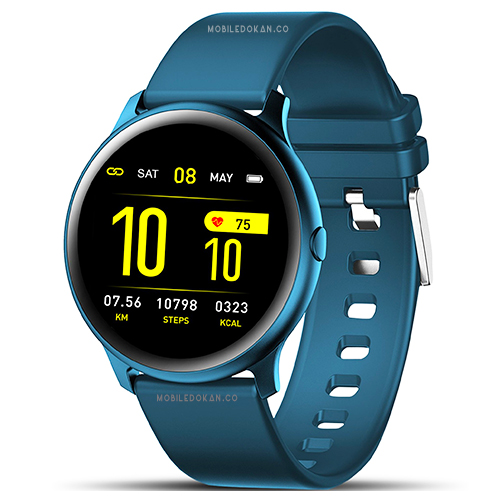 MOBILEDOKAN.CO
SAT 08 MAY
10 75
10
07.56 10798 0323
KM STEPS KCAL
MOBILEDOKAN.CO